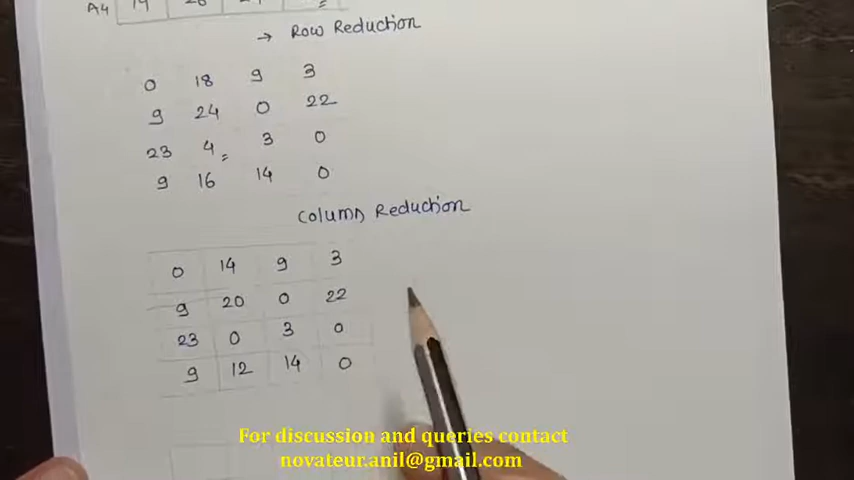 A4
→ Row Reduction
0 18 9 3
9 24 0 22
23 4 3 0
9 16 14 0
Column Reduction
0 14 9 3
9 20 0 22
23 0 3 0
9 12 14 0
For discussion and queries contact
novateur.anil@gmail.com